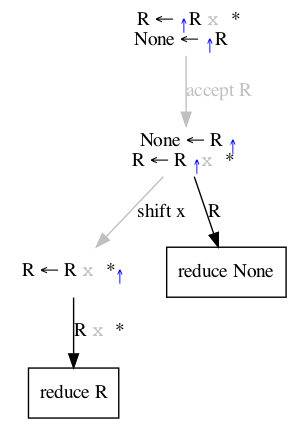 R ← ↑R x *
None ← ↑R
accept R
None ← R ↑
R ← R ↑x *
shift x
R
R ← R x *↑
reduce None
R x *
reduce R